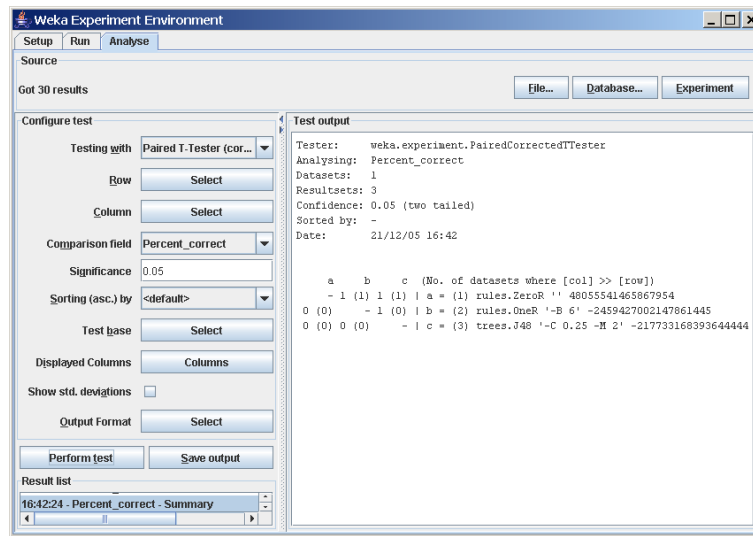 Weka Experiment Environment
Setup Run Analyse
Source
Got 30 results
File... Database... Experiment
Configure test
Testing with Paired T-Tester (cor...
Row Select
Column Select
Comparison field Percent_correct
Significance 0.05
Sorting (asc.) by <default>
Test base Select
Displayed Columns Columns
Show std. deviations
Output Format Select
Perform test Save output
Result list
16:42:24 - Percent_correct - Summary
Test output
Tester: weka.experiment.PairedCorrectedTTester
Analysing: Percent_correct
Datasets: 1
Resultsets: 3
Confidence: 0.05 (two tailed)
Sorted by: -
Date: 21/12/05 16:42
a b c (No. of datasets where [col] >> [row])
- 1 (1) 1 (1) | a = (1) rules.ZeroR '' 48055541465867954
0 (0) - 1 (0) | b = (2) rules.OneR '-B 6' -2459427002147861445
0 (0) 0 (0) - | c = (3) trees.J48 '-C 0.25 -M 2' -217733168393644444